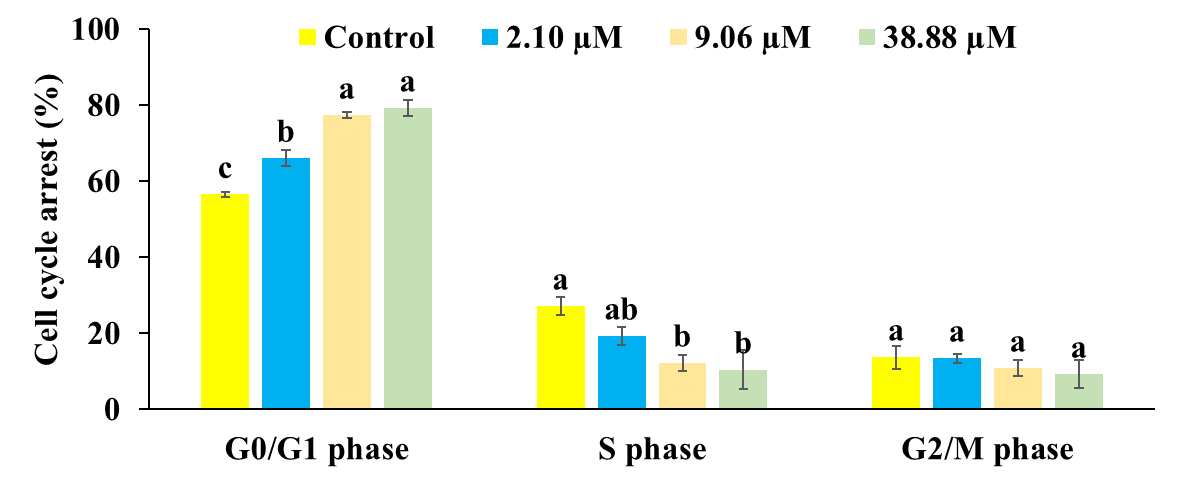 Control 2.10 µM 9.06 µM 38.88 µM
Cell cycle arrest (%)
100
80
60
40
20
0
c b a a
a ab b b
a a a a
G0/G1 phase S phase G2/M phase